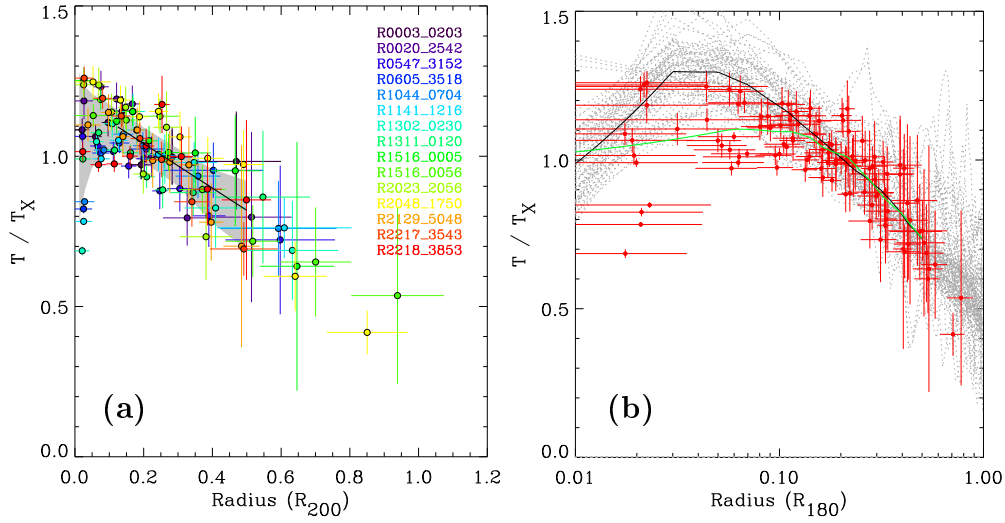 1.5
1.0
0.5
0.0
T / T_X
R0003_0203
R0020_2542
R0547_3152
R0605_3518
R1044_0704
R1141_1216
R1302_0230
R1311_0120
R1516_0005
R1516_0056
R2023_2056
R2048_1750
R2129_5048
R2217_3543
R2218_3853
(a)
0.0 0.2 0.4 0.6 0.8 1.0 1.2
Radius (R_200)
1.5
1.0
0.5
0.0
T / T_X
(b)
0.01 0.10 1.00
Radius (R_180)